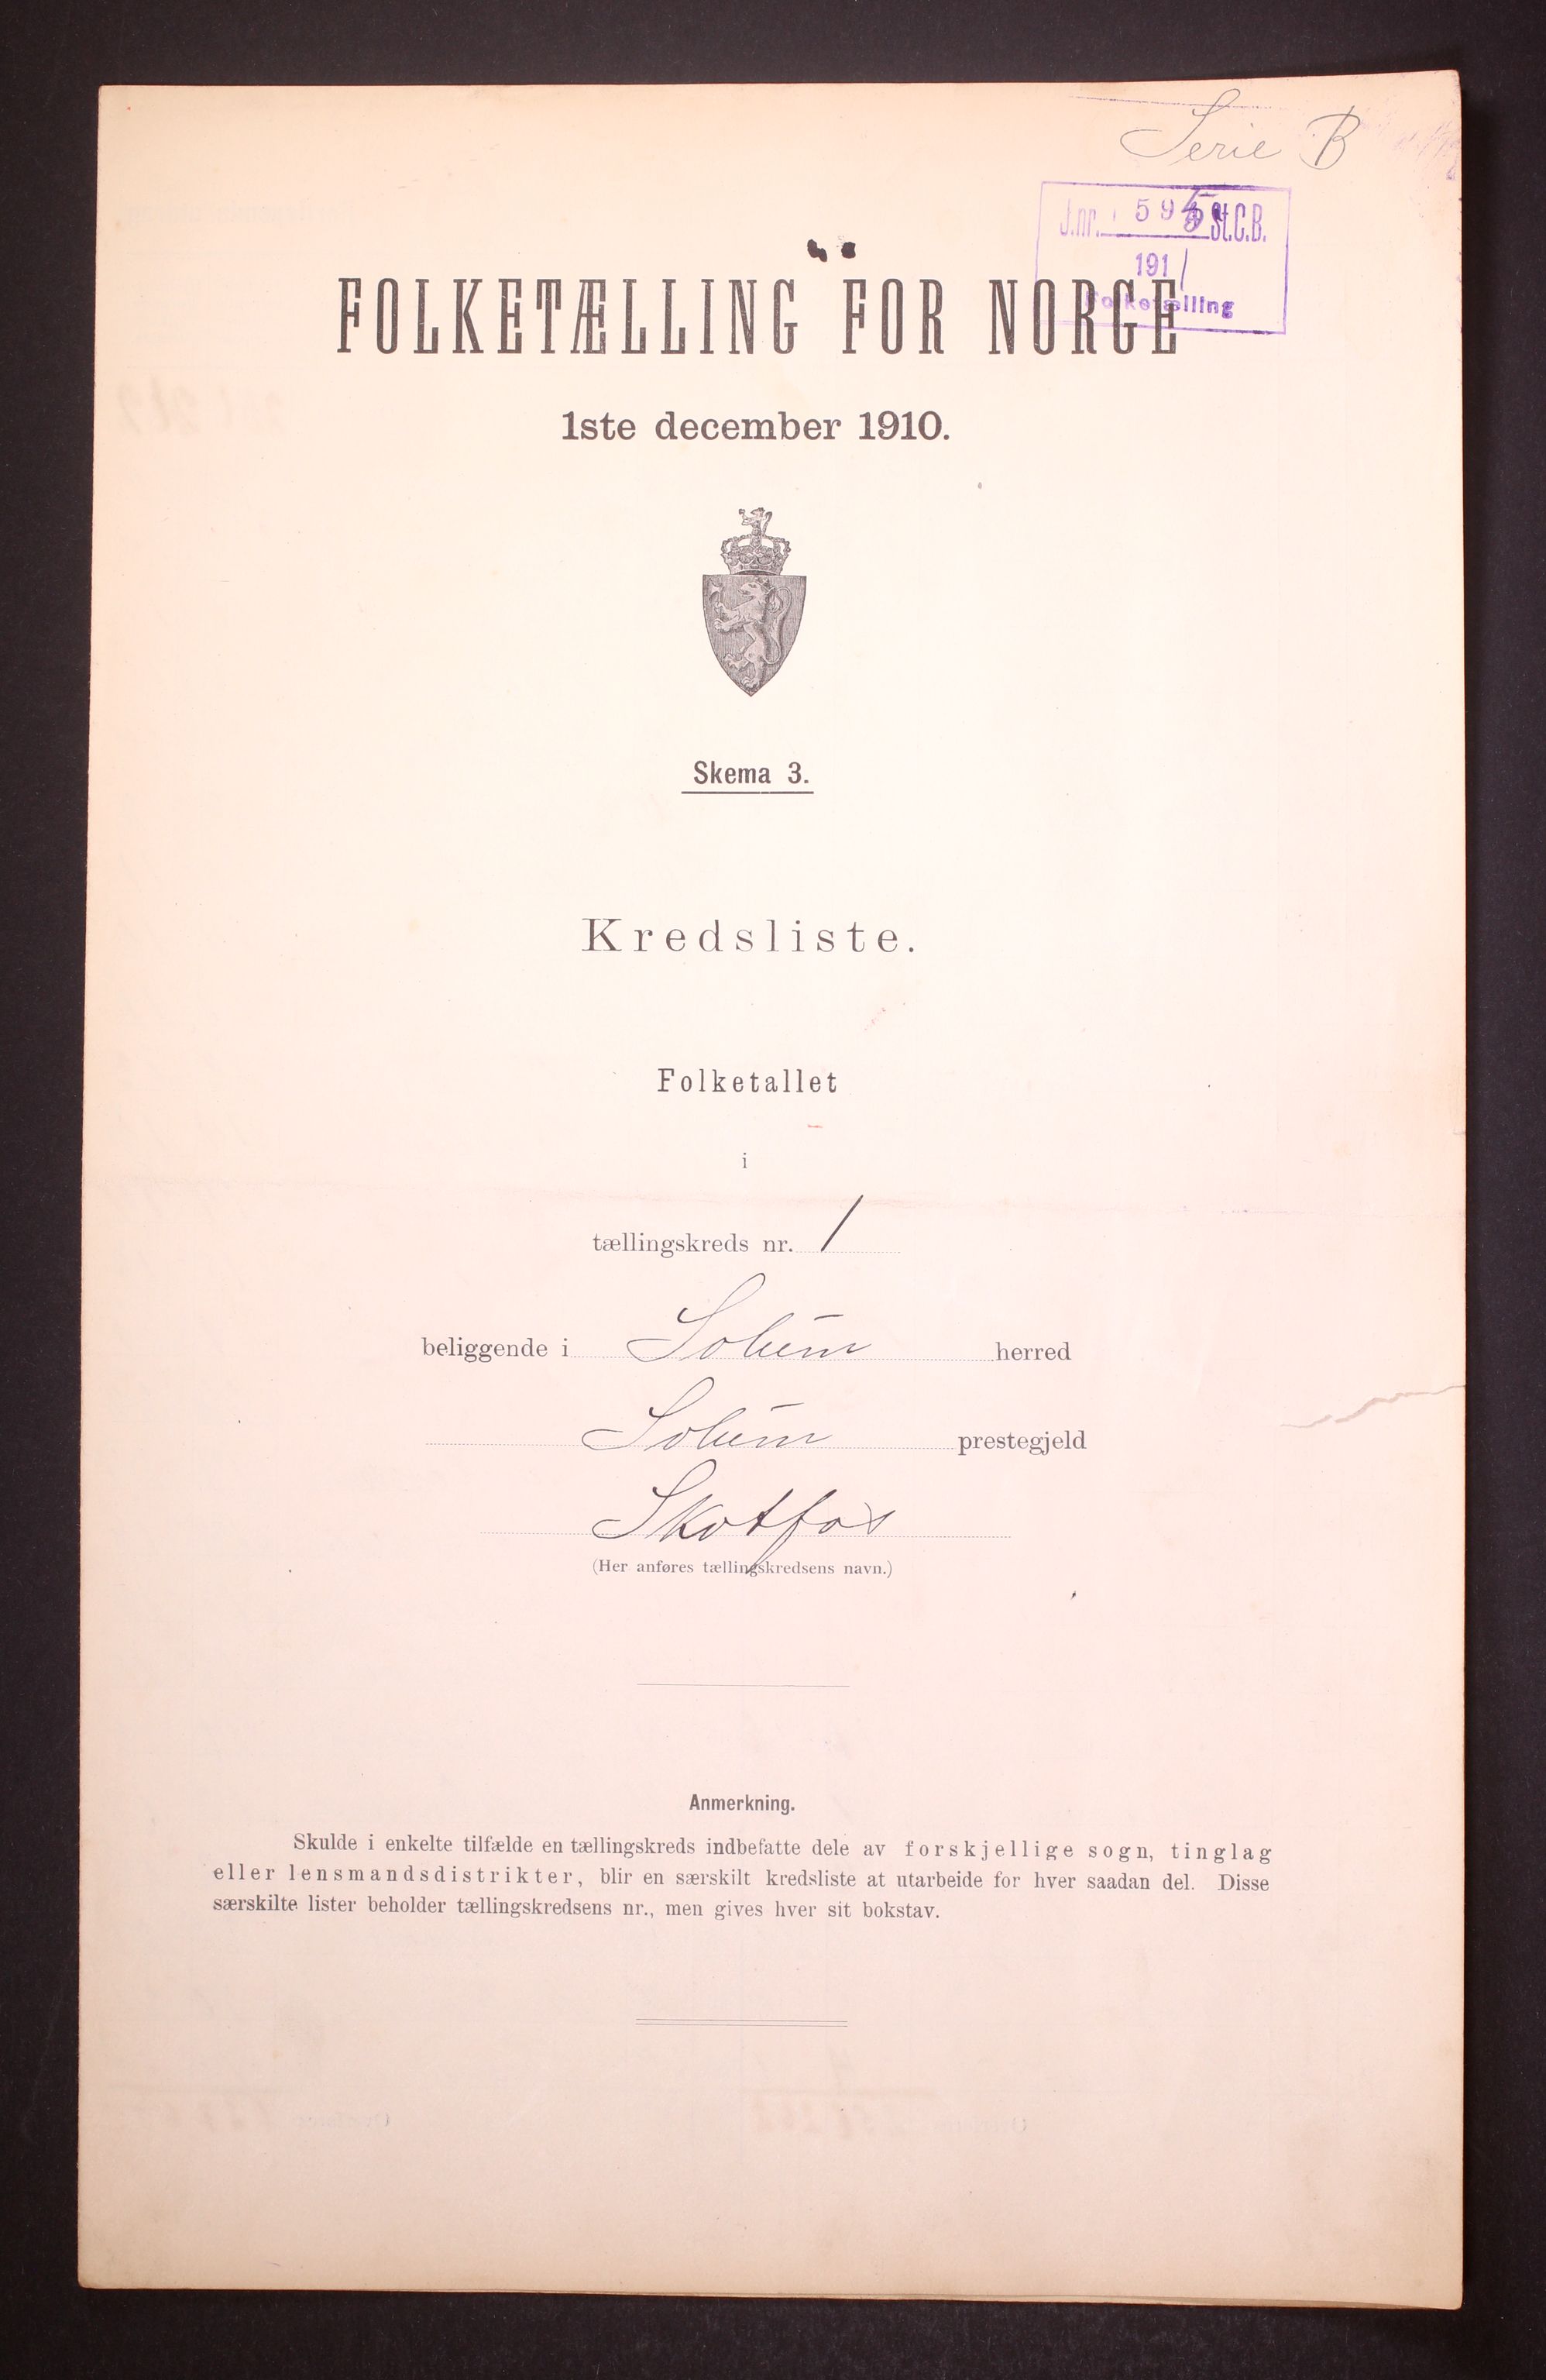 Serie B
J.nr. 595 St.C.B.
1911
Folketælling
FOLKETÆLLING FOR NORGE
1ste december 1910.
Skema 3.
Kredsliste.
Folketallet
i
tællingskreds nr. 1
beliggende i Solum herred
Solum prestegjeld
Skotfos
(Her anføres tællingskredsens navn.)
Anmerkning.
Skulde i enkelte tilfælde en tællingskreds indbefatte dele av forskjellige sogn, tinglag
eller lensmandsdistrikter, blir en særskilt kredsliste at utarbeide for hver saadan del. Disse
særskilte lister beholder tællingskredsens nr., men gives hver sit bokstav.